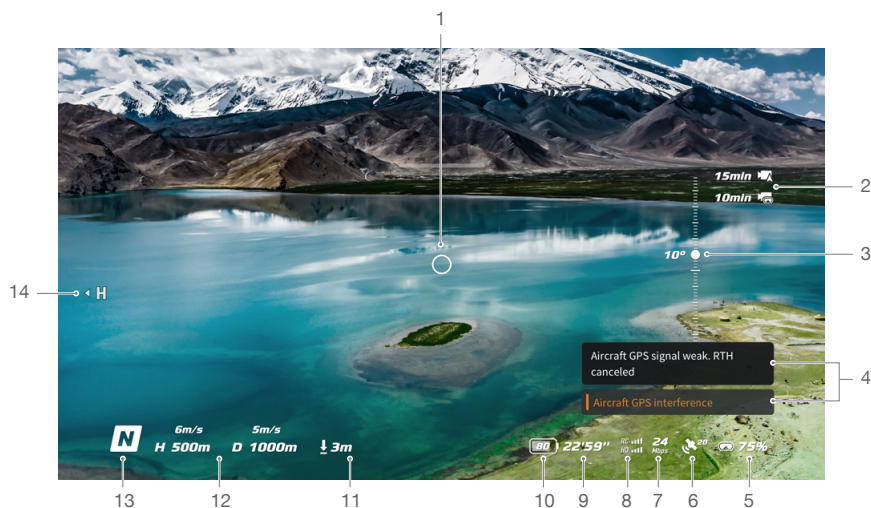 1
15min
2
10min
10°
3
14
H
Aircraft GPS signal weak. RTH
canceled
4
Aircraft GPS interference
N
6m/s
5m/s
H 500m D 1000m
3m
80
22'59"
RC
HD
24
Mbps
20
75%
13
12
11
10
9
8
7
6
5